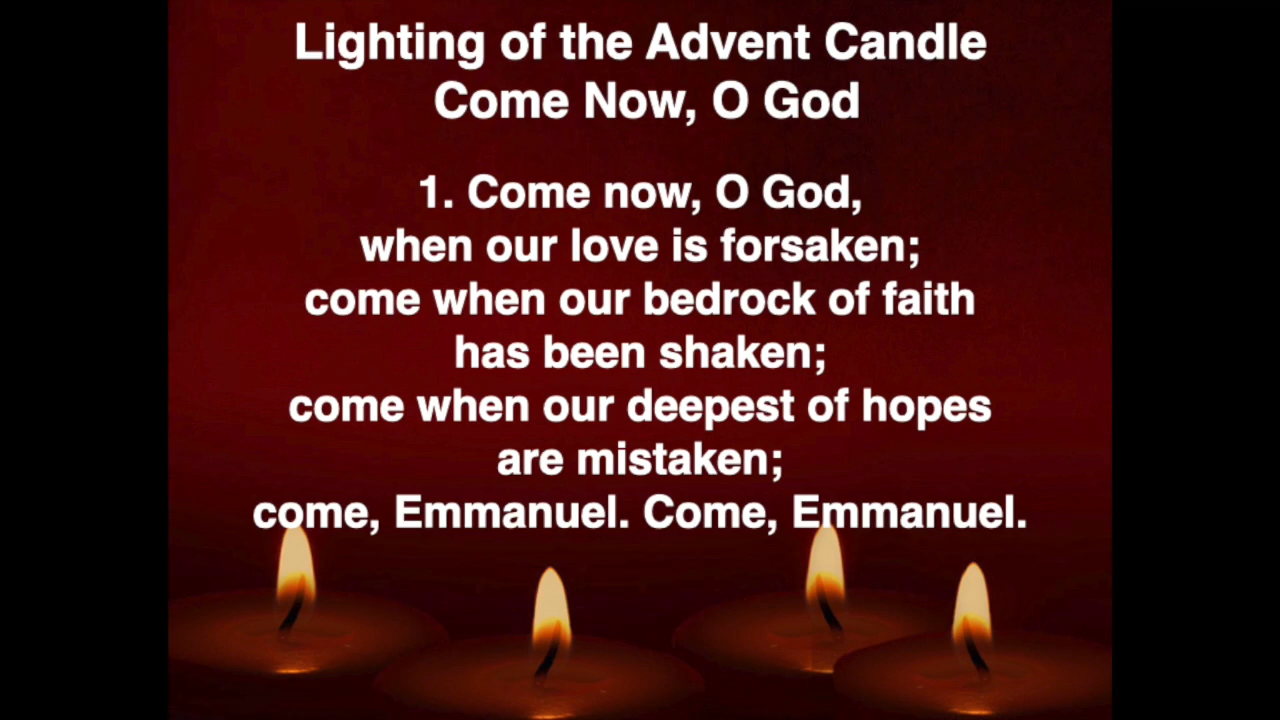 Lighting of the Advent Candle
Come Now, O God
1. Come now, O God,
when our love is forsaken;
come when our bedrock of faith
has been shaken;
come when our deepest of hopes
are mistaken;
come, Emmanuel. Come, Emmanuel.